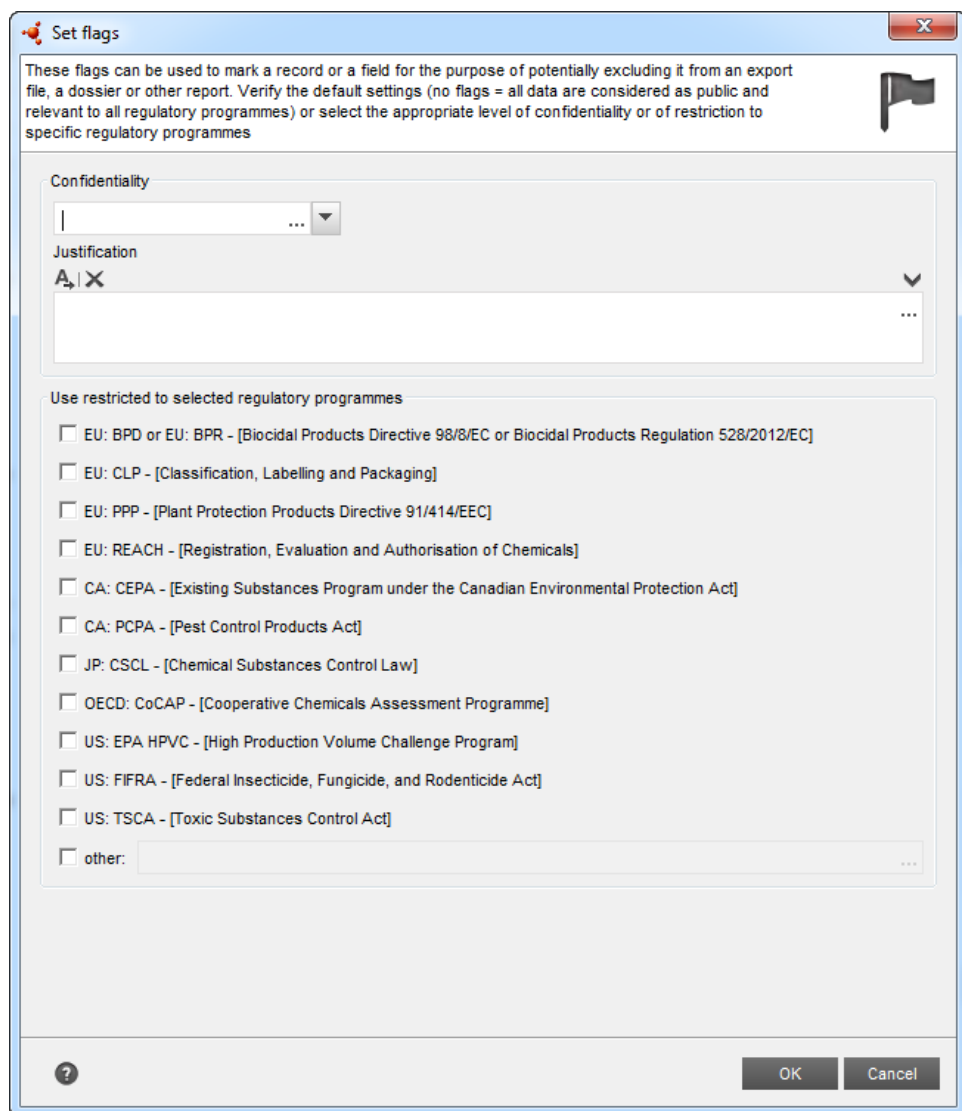 Set flags
These flags can be used to mark a record or a field for the purpose of potentially excluding it from an export
file, a dossier or other report. Verify the default settings (no flags = all data are considered as public and
relevant to all regulatory programmes) or select the appropriate level of confidentiality or of restriction to
specific regulatory programmes
Confidentiality
...
Justification
A
...
Use restricted to selected regulatory programmes
EU: BPD or EU: BPR - [Biocidal Products Directive 98/8/EC or Biocidal Products Regulation 528/2012/EC]
EU: CLP - [Classification, Labelling and Packaging]
EU: PPP - [Plant Protection Products Directive 91/414/EEC]
EU: REACH - [Registration, Evaluation and Authorisation of Chemicals]
CA: CEPA - [Existing Substances Program under the Canadian Environmental Protection Act]
CA: PCPA - [Pest Control Products Act]
JP: CSCL - [Chemical Substances Control Law]
OECD: CoCAP - [Cooperative Chemicals Assessment Programme]
US: EPA HPVC - [High Production Volume Challenge Program]
US: FIFRA - [Federal Insecticide, Fungicide, and Rodenticide Act]
US: TSCA - [Toxic Substances Control Act]
other: ...
? OK Cancel